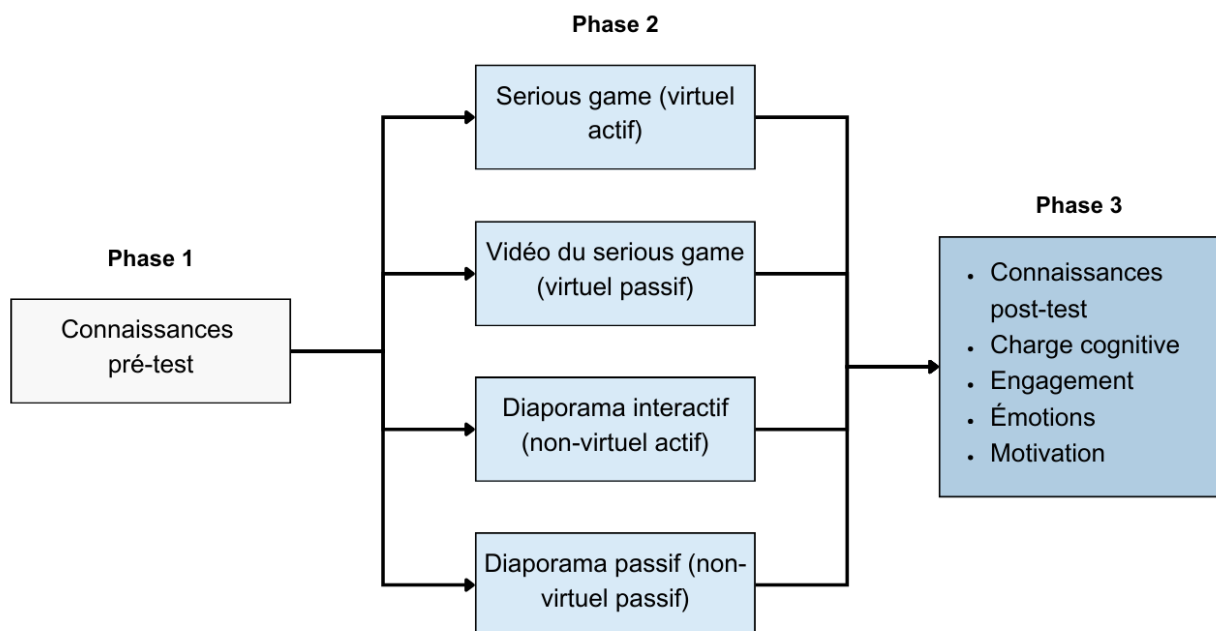 Phase 1
Connaissances
pré-test
Phase 2
Serious game (virtuel
actif)
Vidéo du serious game
(virtuel passif)
Diaporama interactif
(non-virtuel actif)
Diaporama passif (non-
virtuel passif)
Phase 3
• Connaissances
post-test
• Charge cognitive
• Engagement
• Émotions
• Motivation